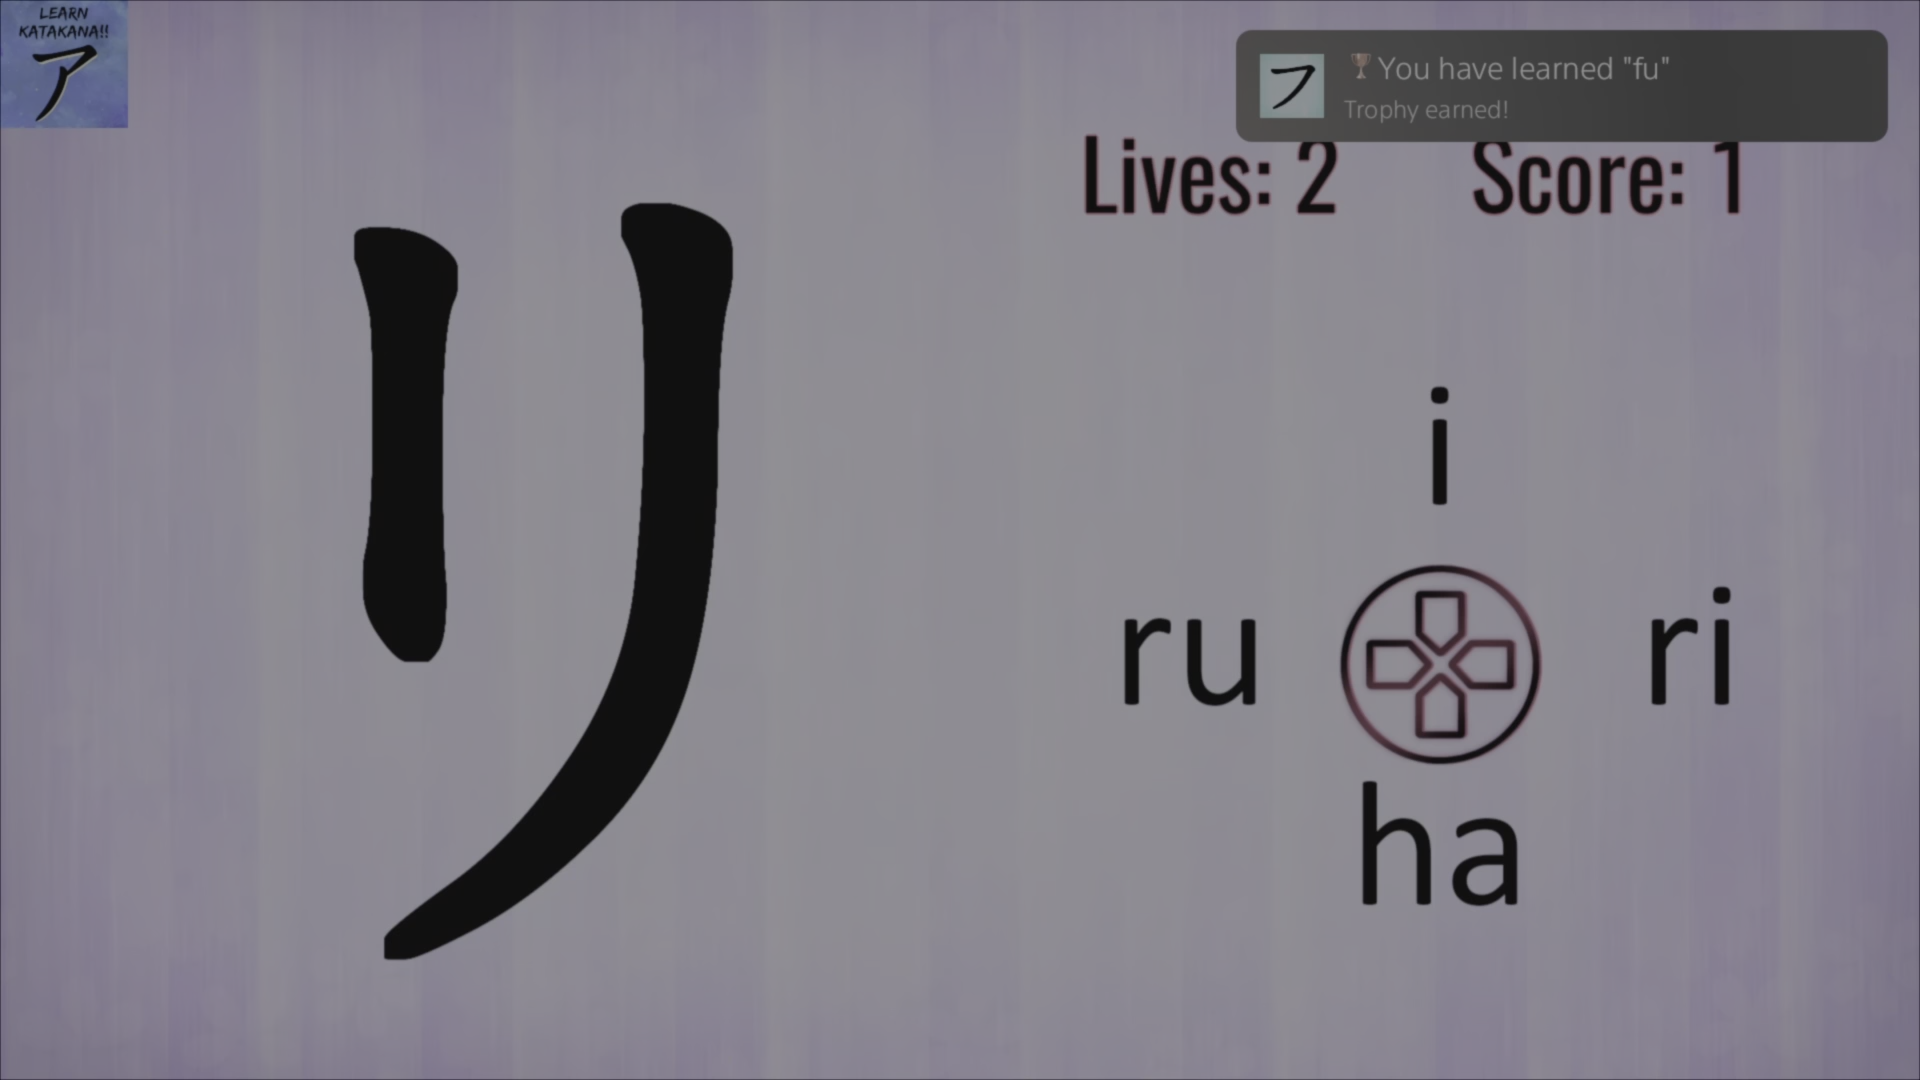 LEARN
KATAKANA!!
ア
フ
You have learned "fu"
Trophy earned!
Lives: 2
Score: 1
リ
i
ru
ri
ha